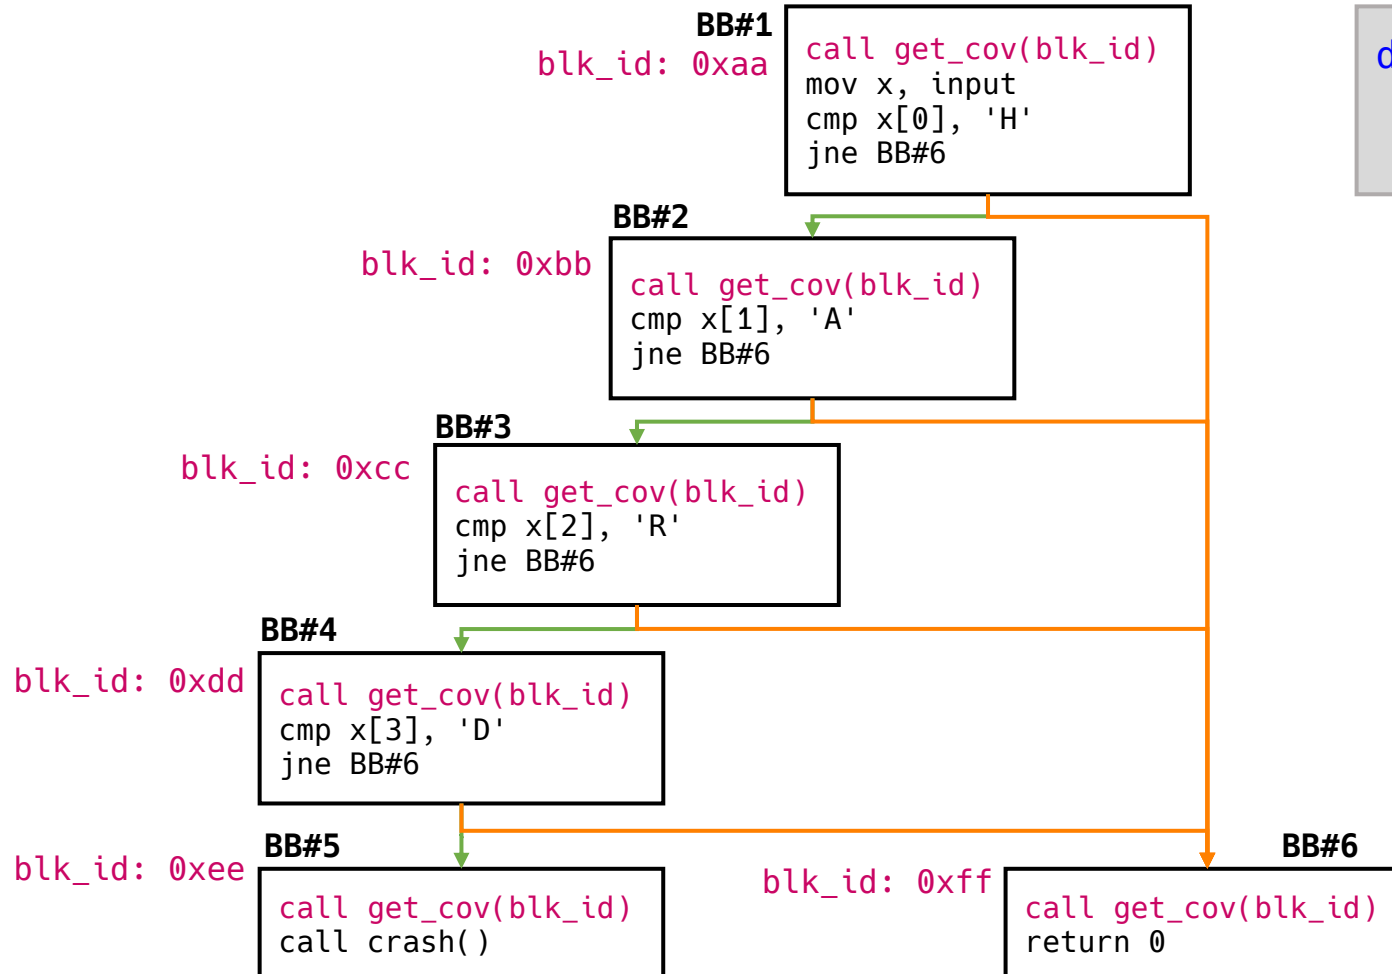 BB#1
blk_id: 0xaa
call get_cov(blk_id)
mov x, input
cmp x[0], 'H'
jne BB#6
d
BB#2
blk_id: 0xbb
call get_cov(blk_id)
cmp x[1], 'A'
jne BB#6
BB#3
blk_id: 0xcc
call get_cov(blk_id)
cmp x[2], 'R'
jne BB#6
BB#4
blk_id: 0xdd
call get_cov(blk_id)
cmp x[3], 'D'
jne BB#6
BB#5
blk_id: 0xee
call get_cov(blk_id)
call crash()
BB#6
blk_id: 0xff
call get_cov(blk_id)
return 0